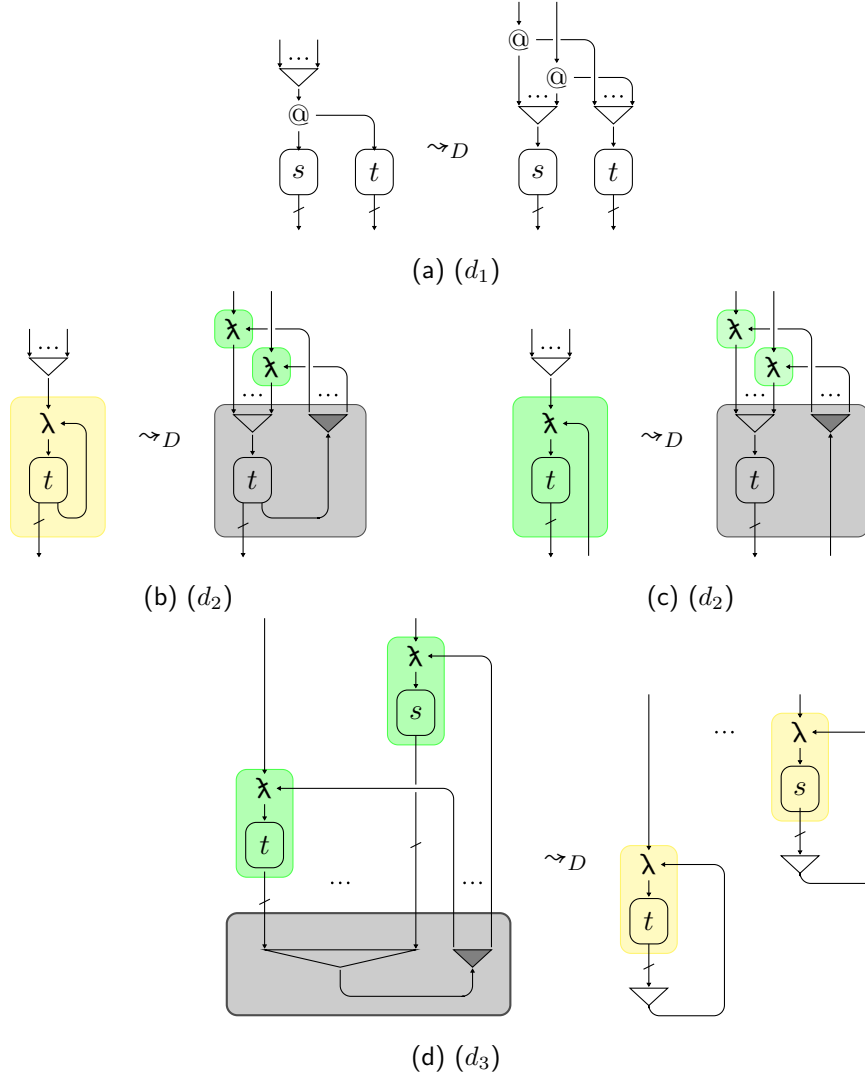 ... @ s t ⇝D @ @ ... ... s t
(a) (d₁)
... λ t ⇝D ƛ ƛ ... ... t
... ƛ t ⇝D ƛ ƛ ... ... t
(b) (d₂)
(c) (d₂)
ƛ s ƛ t ... ... ⇝D ... λ s λ t
(d) (d₃)